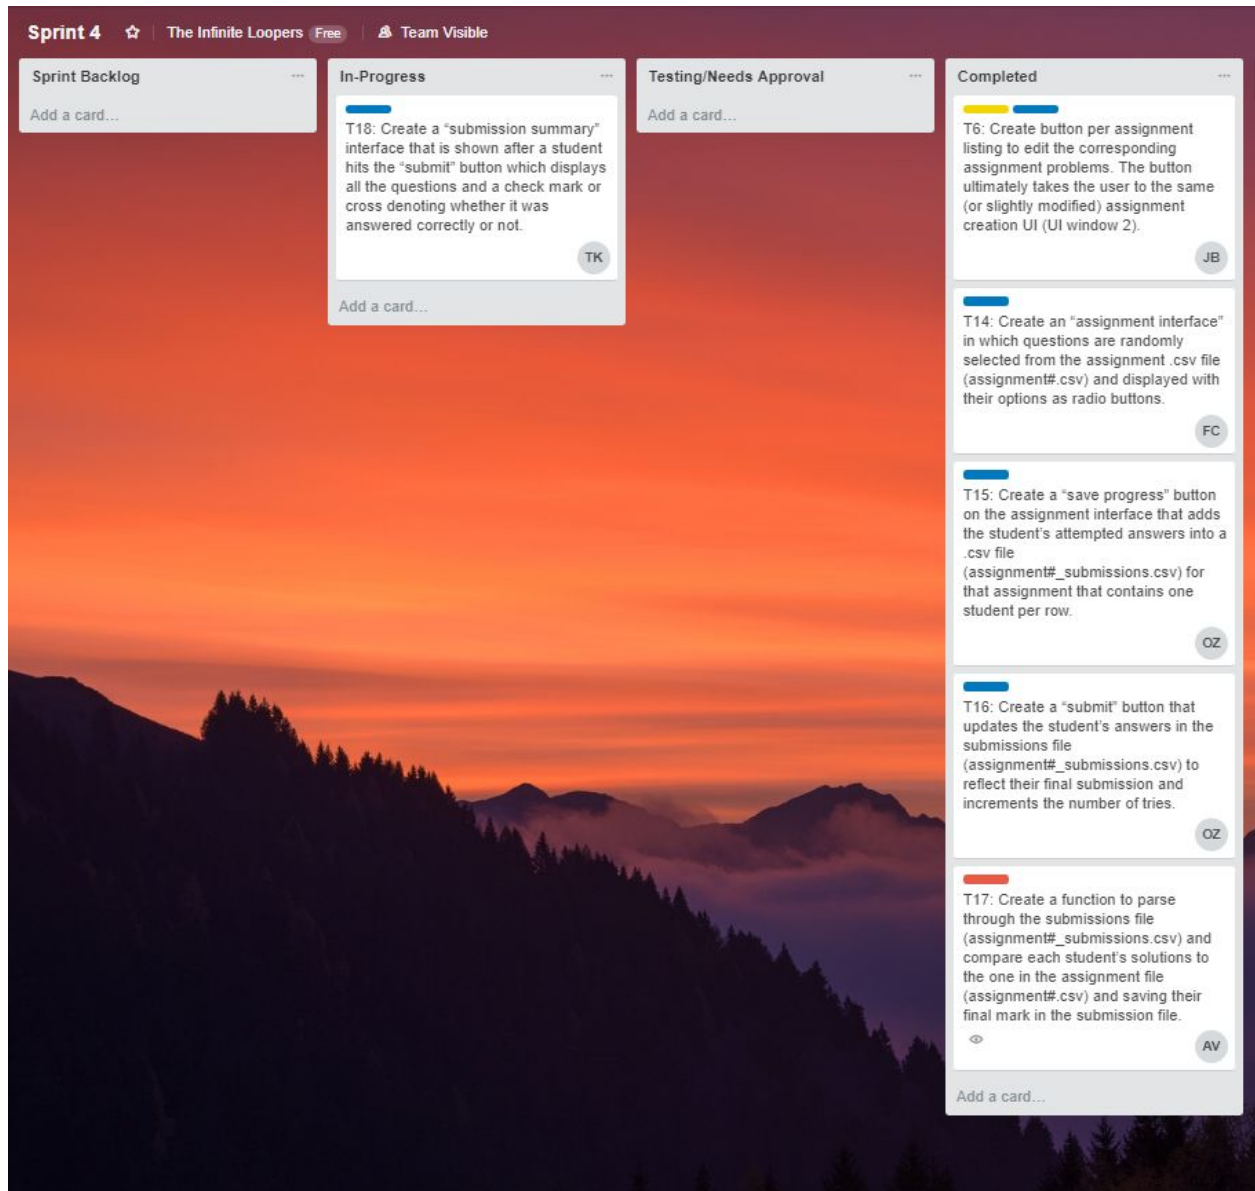 Sprint 4 The Infinite Loopers Free Team Visible
Sprint Backlog
Add a card...
In-Progress
T18: Create a “submission summary”
interface that is shown after a student
hits the “submit” button which displays
all the questions and a check mark or
cross denoting whether it was
answered correctly or not.
TK
Add a card...
Testing/Needs Approval
Add a card...
Completed
T6: Create button per assignment
listing to edit the corresponding
assignment problems. The button
ultimately takes the user to the same
(or slightly modified) assignment
creation UI (UI window 2).
JB
T14: Create an “assignment interface”
in which questions are randomly
selected from the assignment .csv file
(assignment#.csv) and displayed with
their options as radio buttons.
FC
T15: Create a “save progress” button
on the assignment interface that adds
the student’s attempted answers into a
.csv file
(assignment#_submissions.csv) for
that assignment that contains one
student per row.
OZ
T16: Create a “submit” button that
updates the student’s answers in the
submissions file
(assignment#_submissions.csv) to
reflect their final submission and
increments the number of tries.
OZ
T17: Create a function to parse
through the submissions file
(assignment#_submissions.csv) and
compare each student’s solutions to
the one in the assignment file
(assignment#.csv) and saving their
final mark in the submission file.
AV
Add a card...